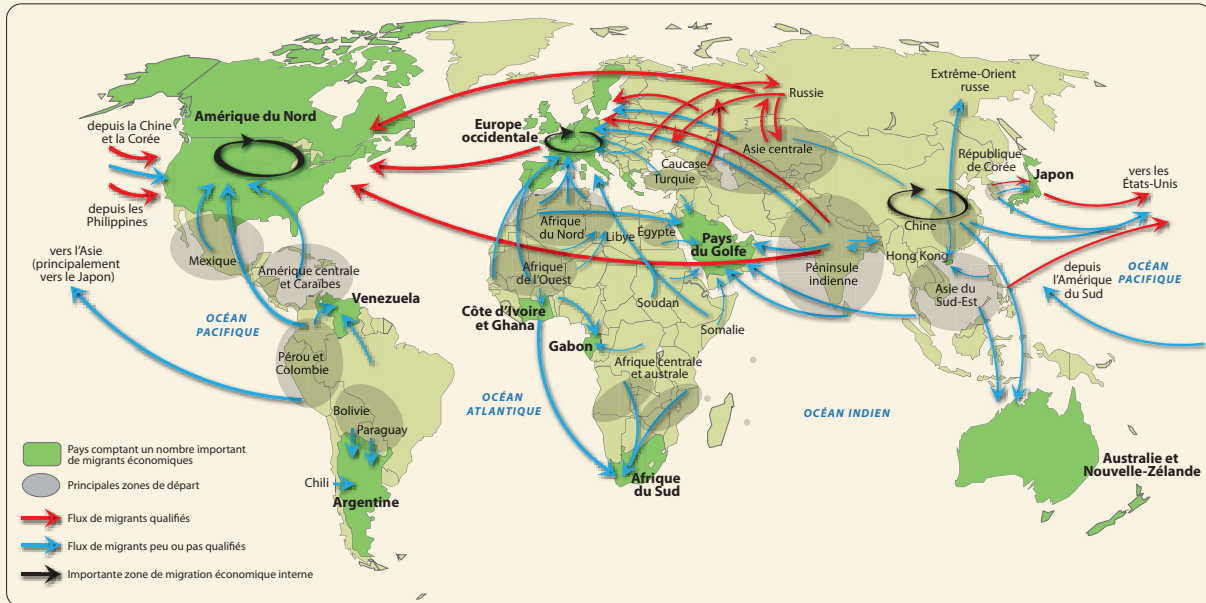 Amérique du Nord
depuis la Chine
et la Corée
depuis les
Philippines
vers l'Asie
(principalement
vers le Japon)
Mexique
Amérique centrale
et Caraïbes
OCÉAN
PACIFIQUE
Venezuela
Pérou et
Colombie
Bolivie
Paraguay
Chili
Argentine
Europe
occidentale
Russie
Extrême-Orient
russe
Asie centrale
Caucase
Turquie
République
de Corée
Japon
vers les
États-Unis
Chine
Hong Kong
Afrique
du Nord
Libye
Égypte
Pays
du Golfe
Péninsule
indienne
Afrique
de l'Ouest
Soudan
Somalie
Asie du
Sud-Est
depuis
l'Amérique
du Sud
OCÉAN
PACIFIQUE
Côte d'Ivoire
et Ghana
Gabon
Afrique centrale
et australe
OCÉAN
ATLANTIQUE
OCÉAN INDIEN
Afrique
du Sud
Australie et
Nouvelle-Zélande
Pays comptant un nombre important
de migrants économiques
Principales zones de départ
Flux de migrants qualifiés
Flux de migrants peu ou pas qualifiés
Importante zone de migration économique interne